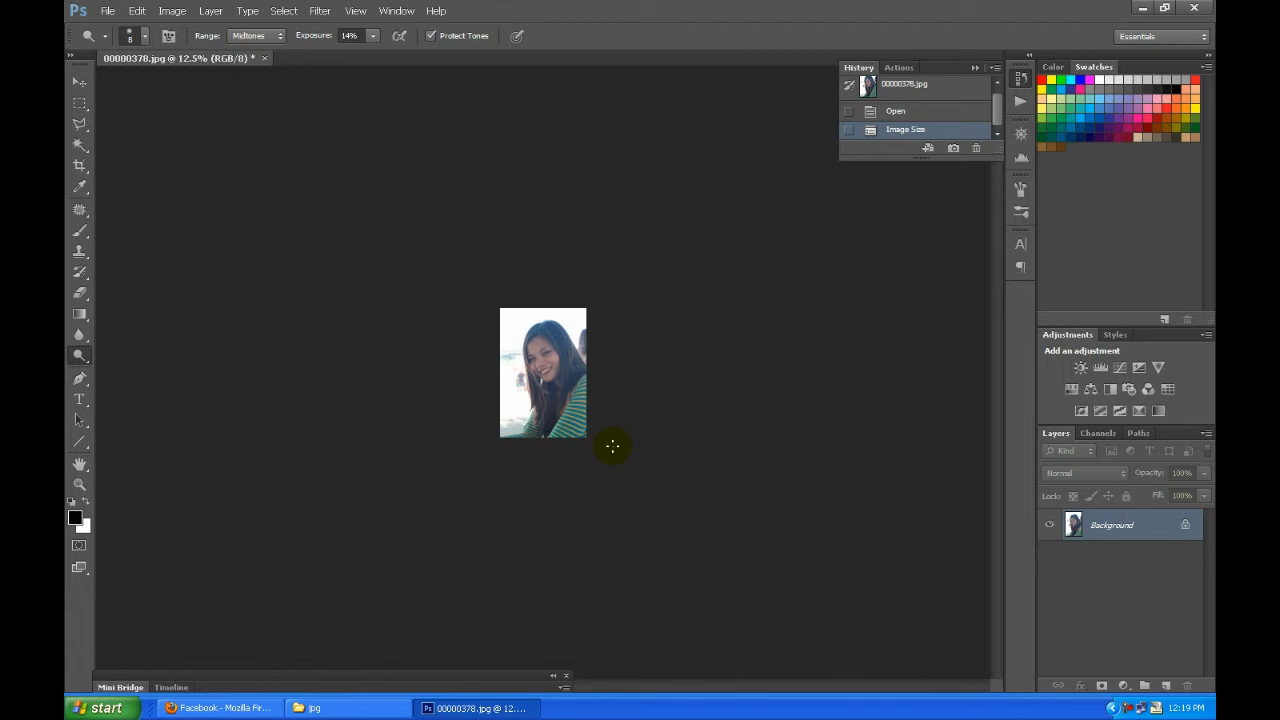 Ps File Edit Image Layer Type Select Filter View Window Help
8 Range: Midtones Exposure: 14% Protect Tones Essentials
00000378.jpg @ 12.5% (RGB/8) * ×
History Actions
00000378.jpg
Open
Image Size
Color Swatches
Adjustments Styles
Add an adjustment
Layers Channels Paths
Kind
Normal Opacity: 100%
Lock: Fill: 100%
Background
Mini Bridge Timeline
start Facebook - Mozilla Fir... jpg Ps 00000378.jpg @ 12.... 12:19 PM